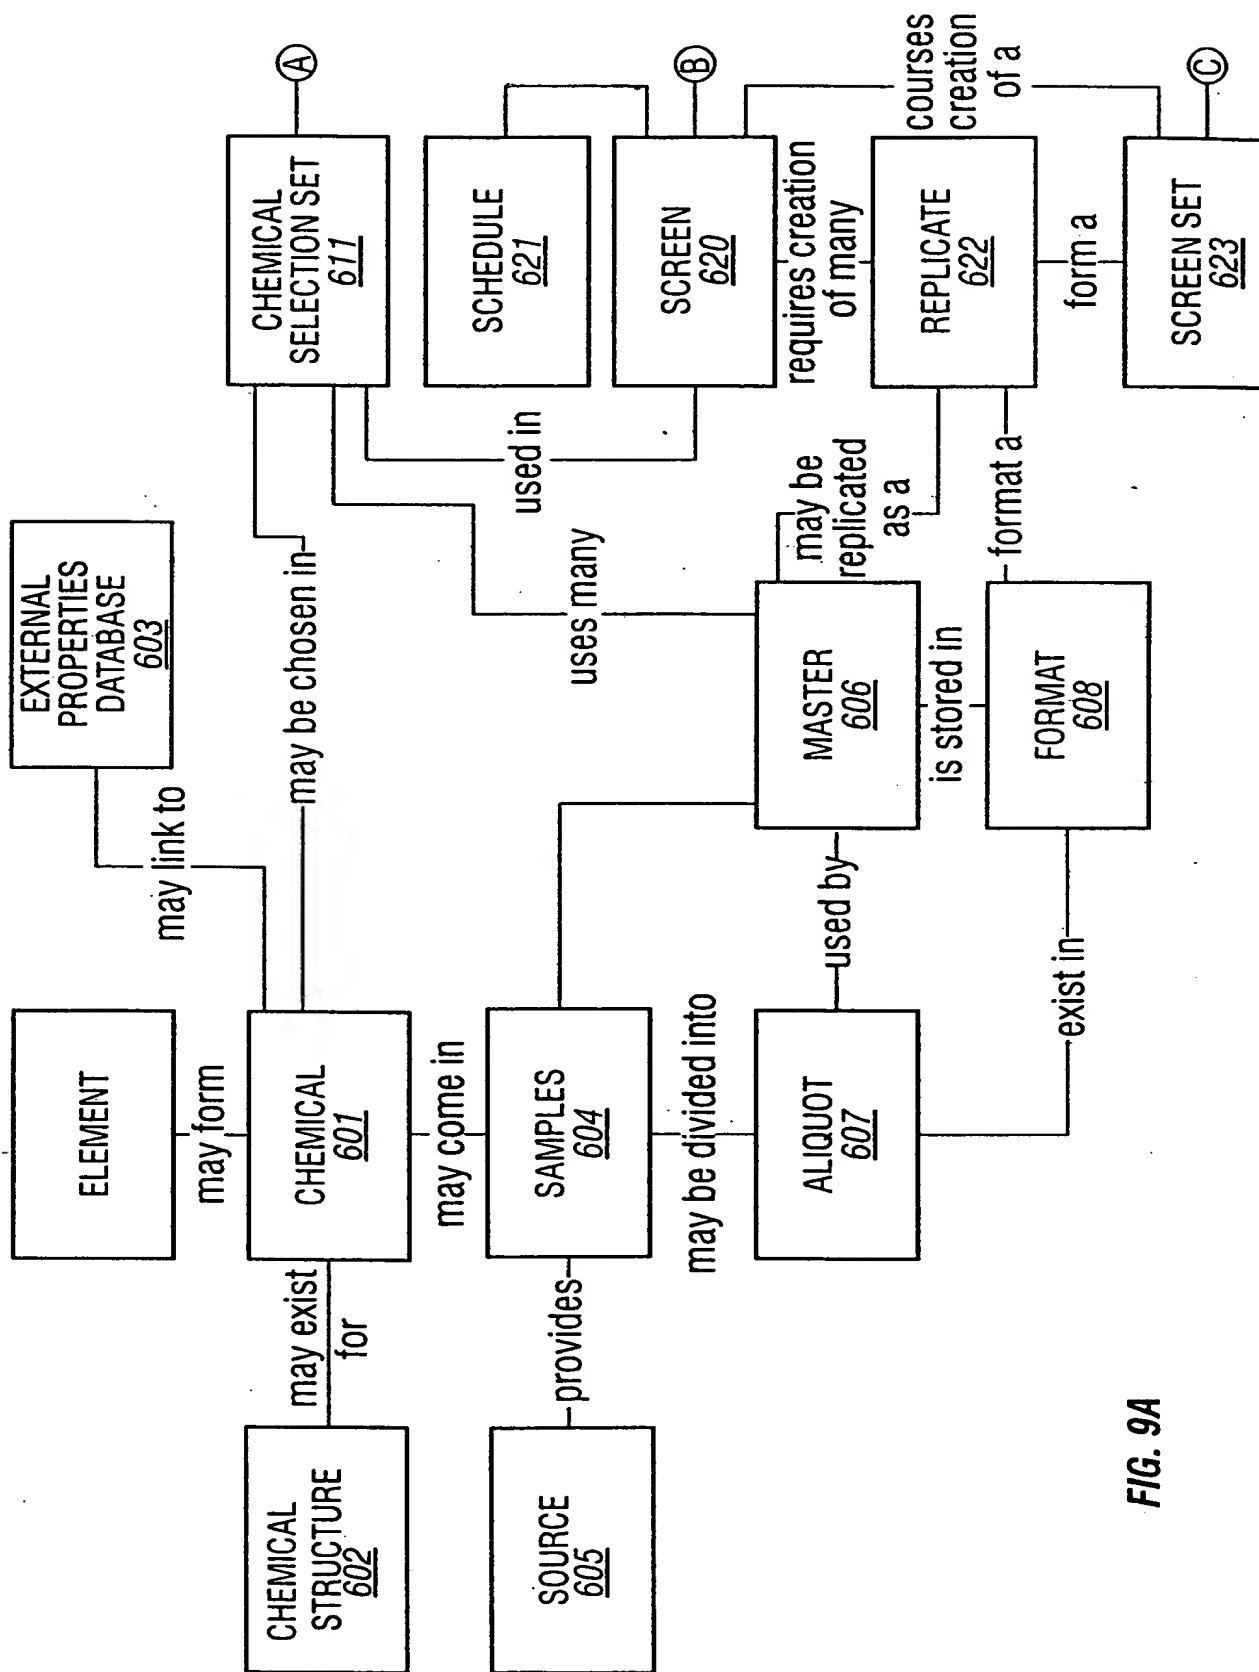 ELEMENT
EXTERNAL
PROPERTIES
DATABASE
603
may form
may link to
CHEMICAL
STRUCTURE
602
may exist
for
CHEMICAL
601
may be chosen in
CHEMICAL
SELECTION SET
611
A
may come in
used in
SCHEDULE
621
SOURCE
605
provides
SAMPLES
604
uses many
SCREEN
620
B
may be divided into
requires creation
of many
courses
creation
of a
ALIQUOT
607
used by
MASTER
606
may be
replicated
as a
REPLICATE
622
is stored in
form a
exist in
FORMAT
608
format a
SCREEN SET
623
C
FIG. 9A